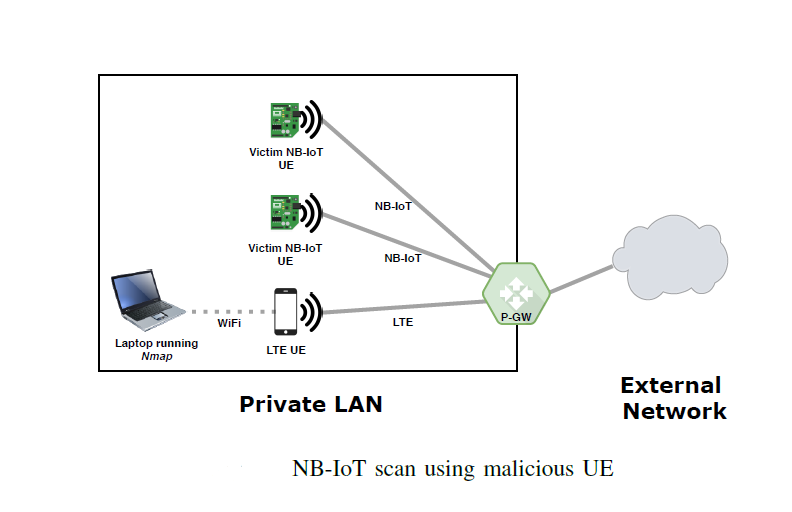 Victim NB-IoT
UE
NB-IoT
Victim NB-IoT
UE
NB-IoT
WiFi
LTE
P-GW
Laptop running
Nmap
LTE UE
External
Network
Private LAN
NB-IoT scan using malicious UE